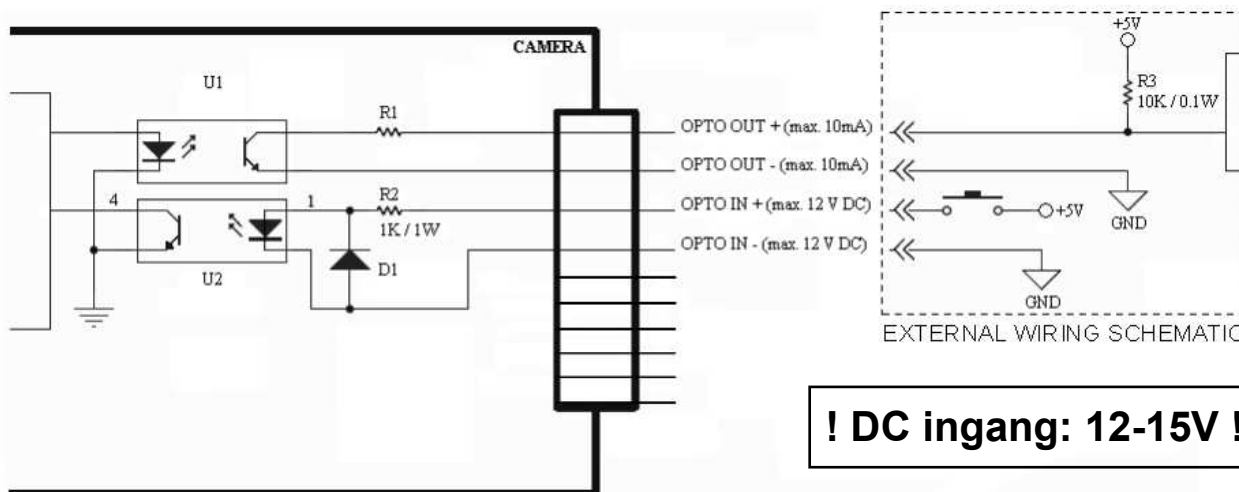 CAMERA
U1
R1
OPTO OUT + (max. 10mA)
OPTO OUT - (max. 10mA)
4
1
R2
1K / 1W
OPTO IN + (max. 12 V DC)
OPTO IN - (max. 12 V DC)
D1
U2
+5V
R3
10K / 0.1W
GND
+5V
GND
EXTERNAL WIRING SCHEMATIC
! DC ingang: 12-15V !